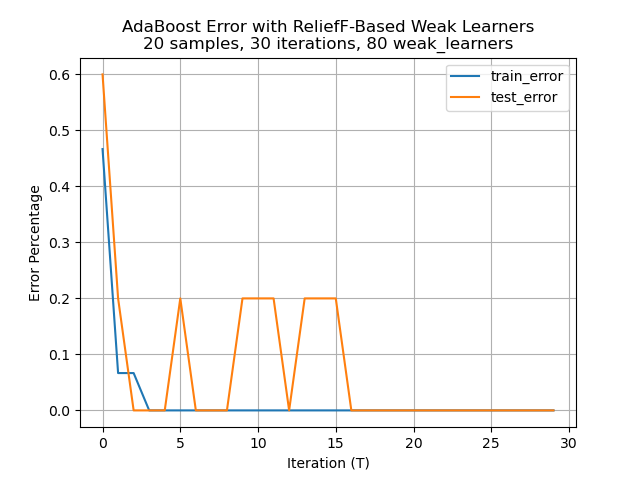 AdaBoost Error with ReliefF-Based Weak Learners
20 samples, 30 iterations, 80 weak_learners
train_error
test_error
Error Percentage
0.6
0.5
0.4
0.3
0.2
0.1
0.0
0 5 10 15 20 25 30
Iteration (T)